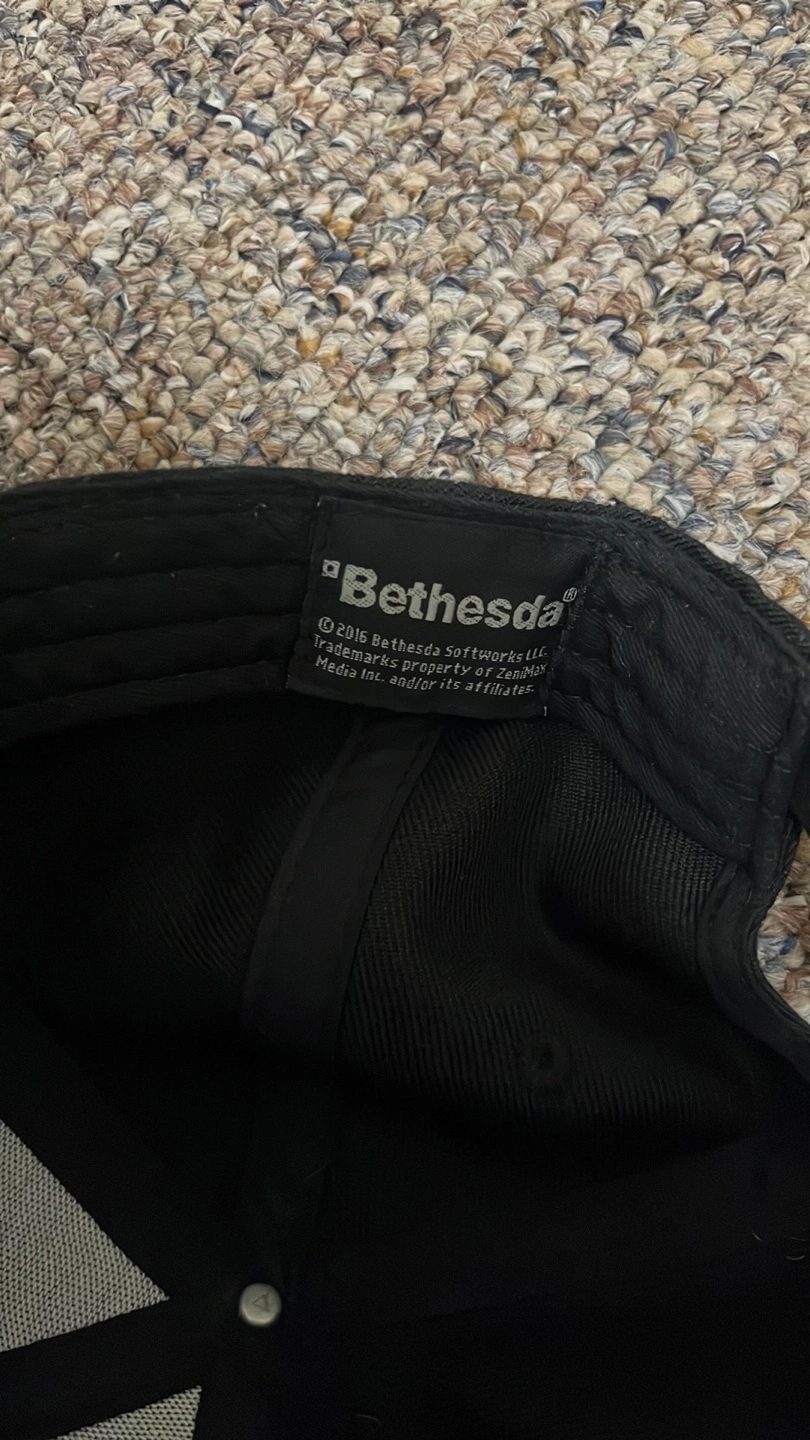 Bethesda®
© 2016 Bethesda Softworks LLC.
Trademarks property of ZeniMax
Media Inc. and/or its affiliates.